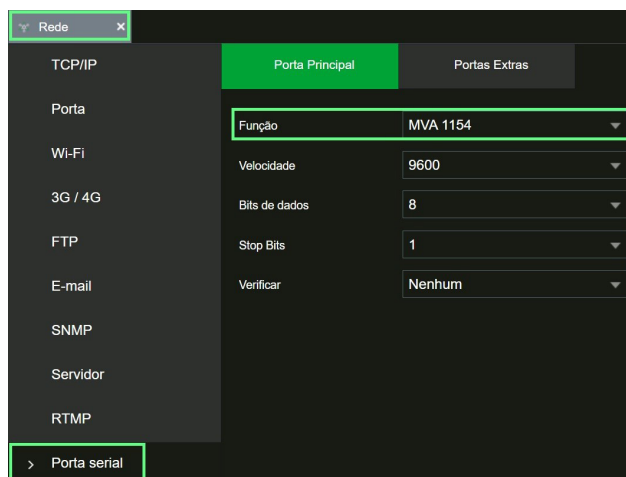 Rede ×
TCP/IP
Porta
Wi-Fi
3G / 4G
FTP
E-mail
SNMP
Servidor
RTMP
> Porta serial
Porta Principal Portas Extras
Função MVA 1154
Velocidade 9600
Bits de dados 8
Stop Bits 1
Verificar Nenhum